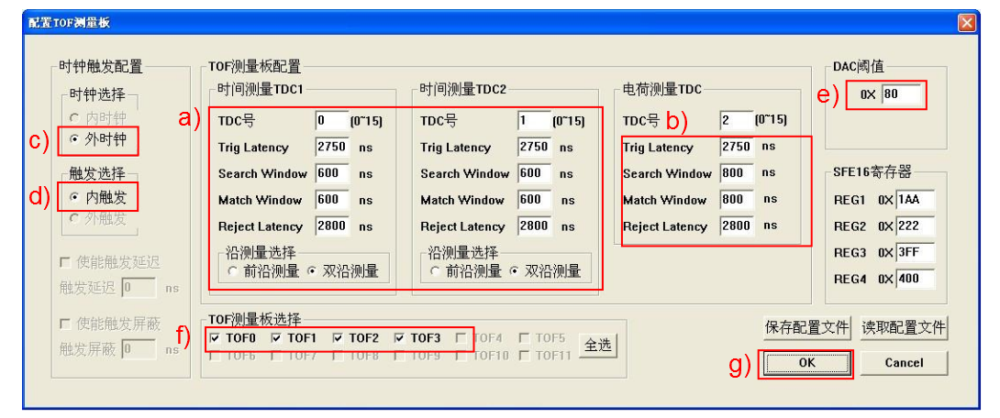 配置TOF测量板
时钟触发配置
时钟选择
内时钟
c) 外时钟
触发选择
d) 内触发
外触发
使能触发延迟
触发延迟 0 ns
使能触发屏蔽
触发屏蔽 0 ns
TOF测量板配置
a)
时间测量TDC1
TDC号 0 (0~15)
Trig Latency 2750 ns
Search Window 600 ns
Match Window 600 ns
Reject Latency 2800 ns
沿测量选择
前沿测量 双沿测量
时间测量TDC2
TDC号 1 (0~15)
Trig Latency 2750 ns
Search Window 600 ns
Match Window 600 ns
Reject Latency 2800 ns
沿测量选择
前沿测量 双沿测量
电荷测量TDC
TDC号 b) 2 (0~15)
Trig Latency 2750 ns
Search Window 800 ns
Match Window 800 ns
Reject Latency 2800 ns
DAC阈值
e) 0X 80
SFE16寄存器
REG1 0X 1AA
REG2 0X 222
REG3 0X 3FF
REG4 0X 400
TOF测量板选择
f) TOF0 TOF1 TOF2 TOF3 TOF4 TOF5
TOF6 TOF7 TOF8 TOF9 TOF10 TOF11
全选
保存配置文件 读取配置文件
g) OK Cancel